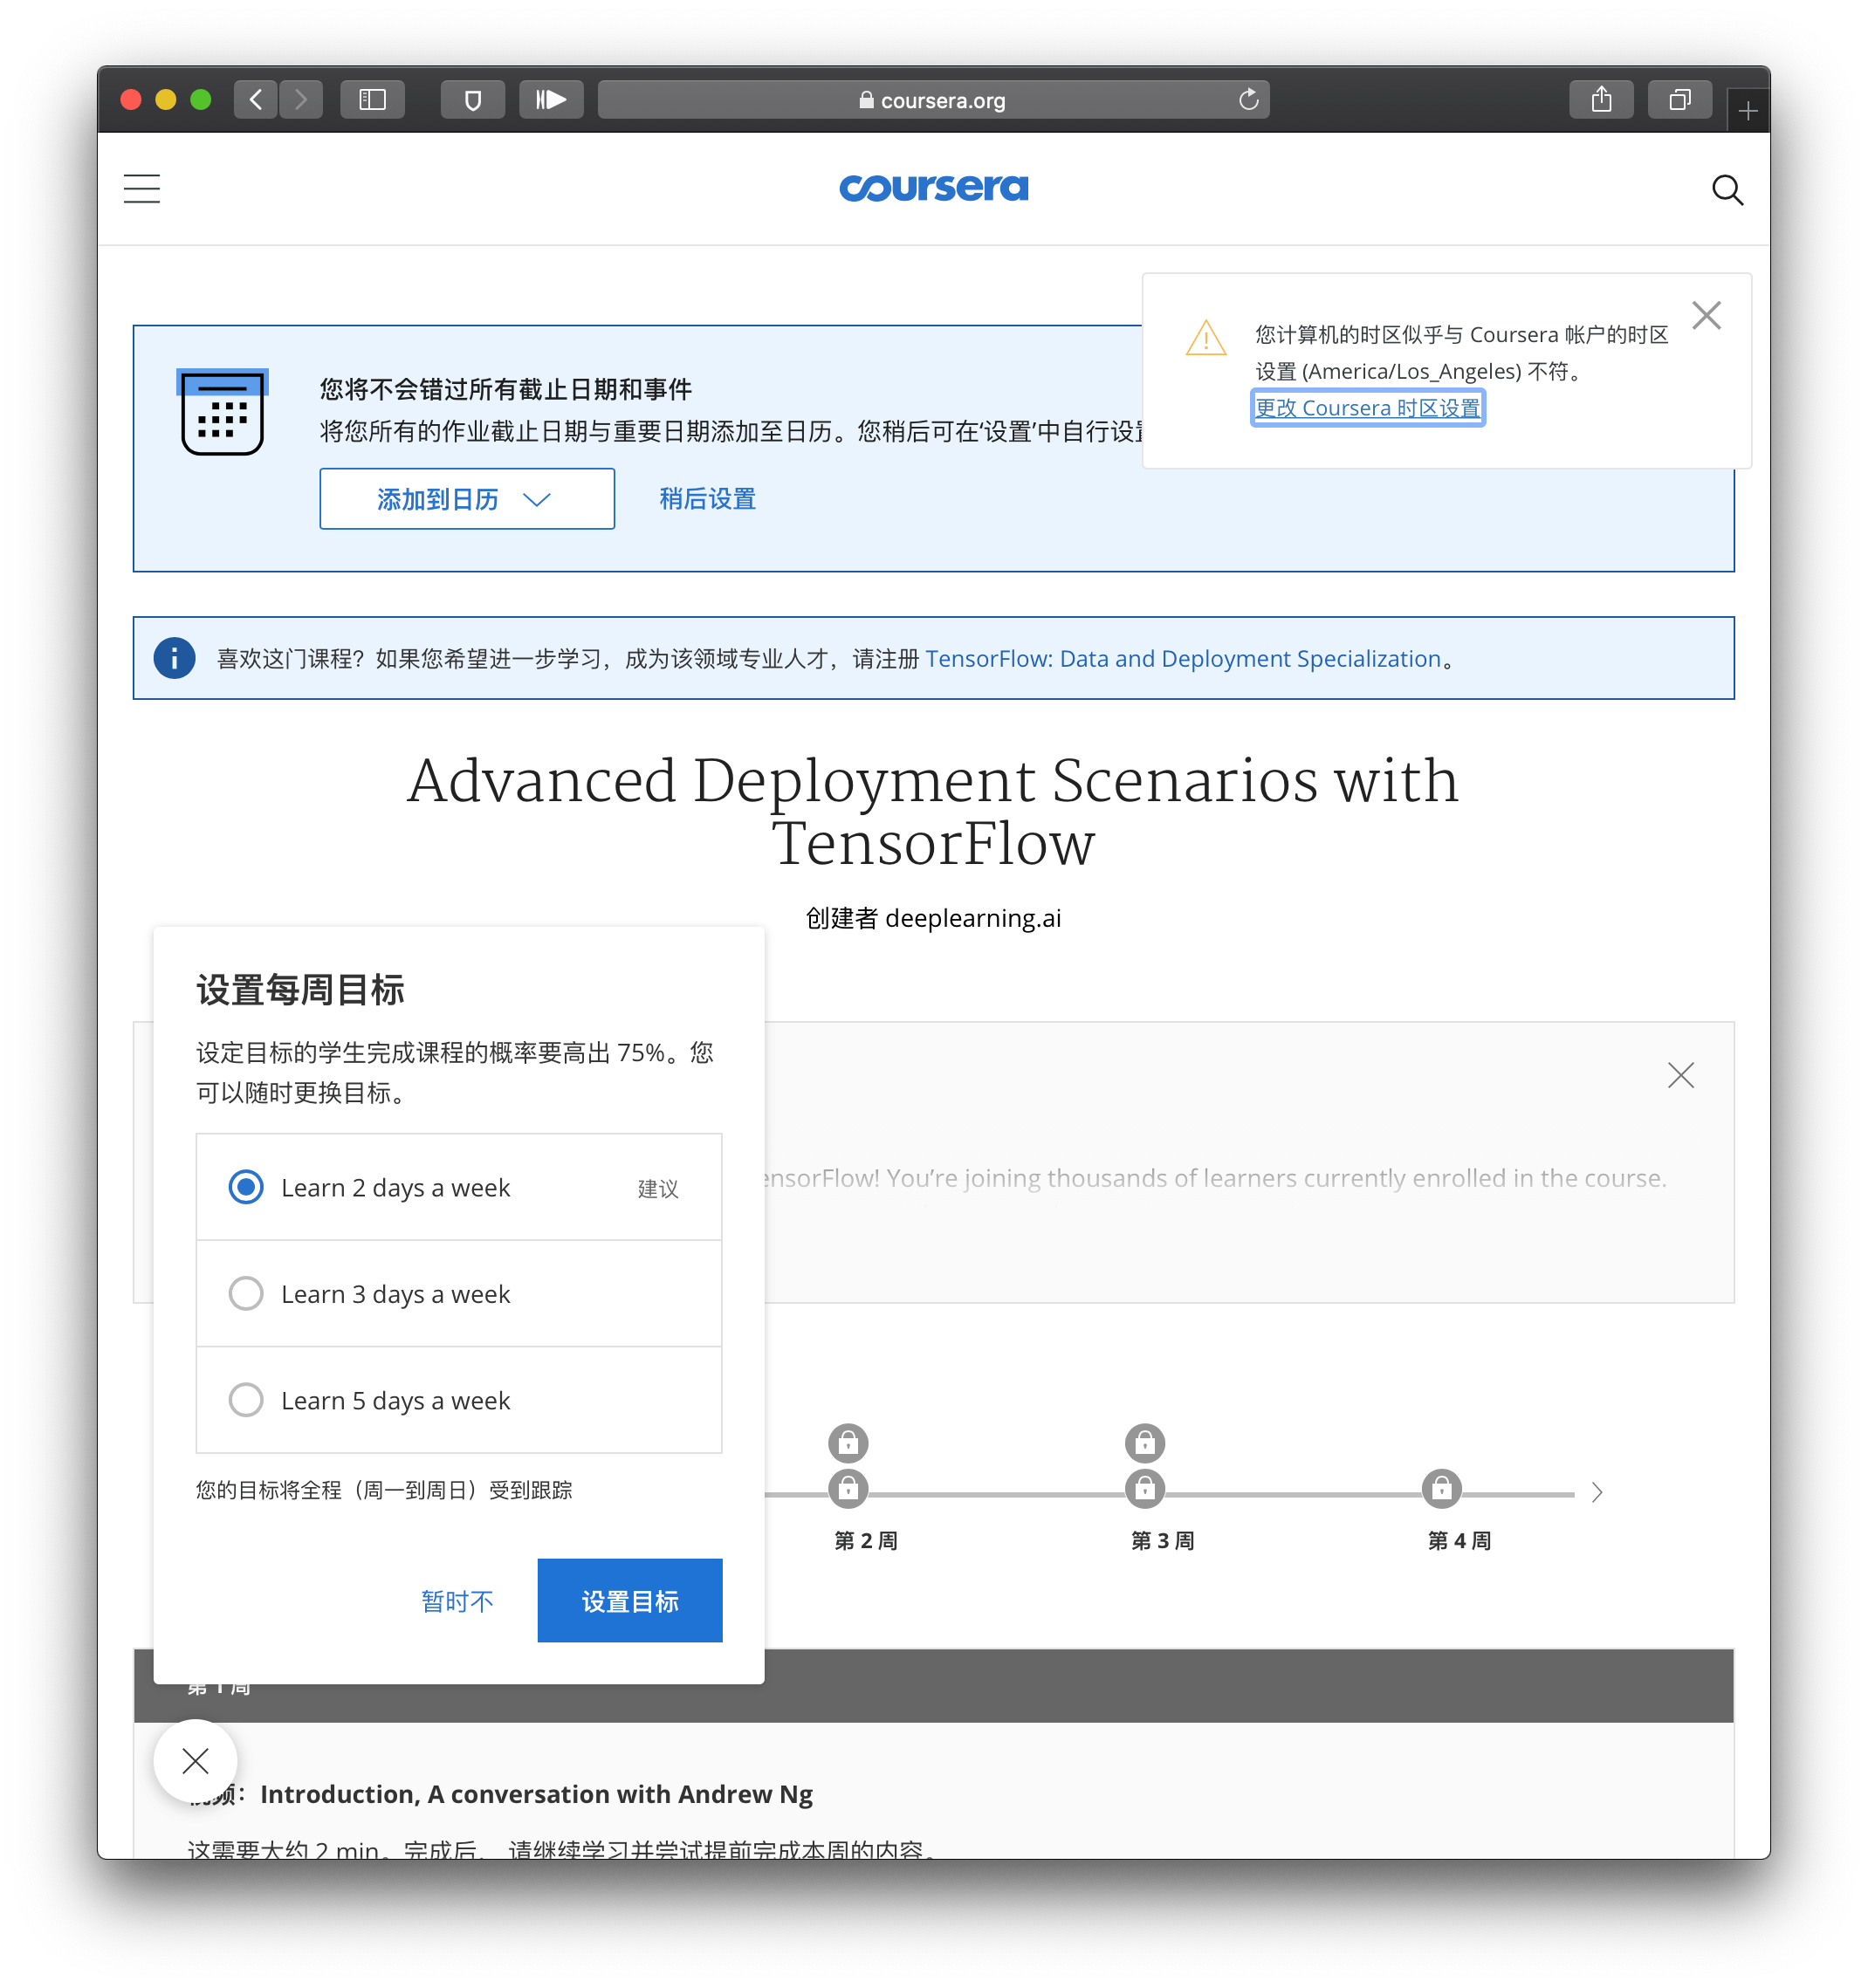 coursera.org
coursera
您计算机的时区似乎与 Coursera 帐户的时区
设置 (America/Los_Angeles) 不符。
更改 Coursera 时区设置
您将不会错过所有截止日期和事件
将您所有的作业截止日期与重要日期添加至日历。您稍后可在‘设置’中自行设
添加到日历
稍后设置
喜欢这门课程？如果您希望进一步学习，成为该领域专业人才，请注册 TensorFlow: Data and Deployment Specialization。
Advanced Deployment Scenarios with
TensorFlow
创建者 deeplearning.ai
设置每周目标
设定目标的学生完成课程的概率要高出 75%。您
可以随时更换目标。
Learn 2 days a week
建议
Learn 3 days a week
Learn 5 days a week
您的目标将全程（周一到周日）受到跟踪
暂时不
设置目标
ensorFlow! You’re joining thousands of learners currently enrolled in the course.
第 2 周
第 3 周
第 4 周
第 1 周
视频：Introduction, A conversation with Andrew Ng
这需要大约 2 min。完成后， 请继续学习并尝试提前完成本周的内容。